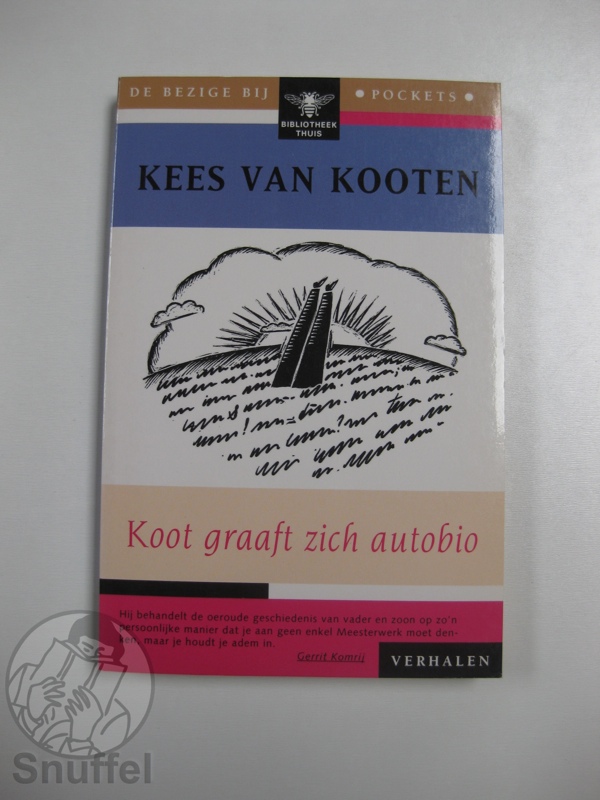 DE BEZIGE BIJ
BIBLIOTHEEK
THUIS
• POCKETS •
KEES VAN KOOTEN
Koot graaft zich autobio
Hij behandelt de oeroude geschiedenis van vader en zoon op zo'n
persoonlijke manier dat je aan geen enkel Meesterwerk moet den-
ken, maar je houdt je adem in.
Gerrit Komrij
VERHALEN
Snuffel